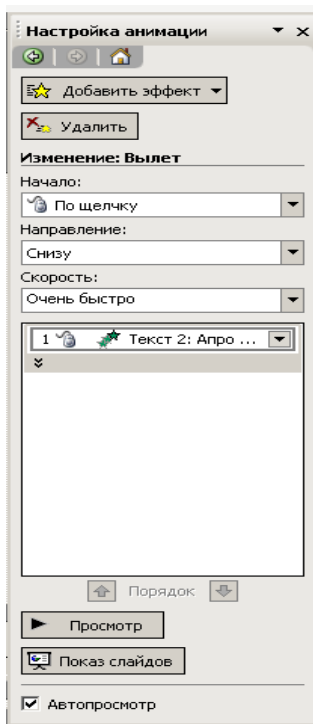 Настройка анимации
Добавить эффект
Удалить
Изменение: Вылет
Начало:
По щелчку
Направление:
Снизу
Скорость:
Очень быстро
1 Текст 2: Апро ...
Порядок
Просмотр
Показ слайдов
Автопросмотр